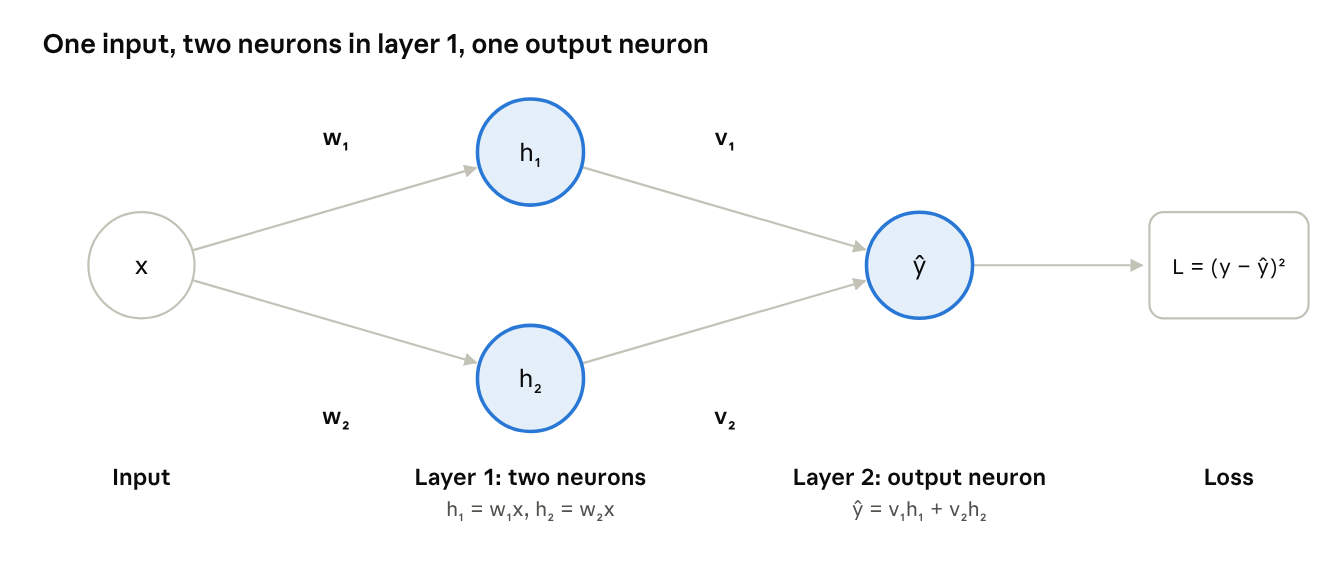 One input, two neurons in layer 1, one output neuron
w₁
v₁
h₁
x
ŷ
L = (y − ŷ)²
h₂
w₂
v₂
Input
Layer 1: two neurons
Layer 2: output neuron
Loss
h₁ = w₁x, h₂ = w₂x
ŷ = v₁h₁ + v₂h₂